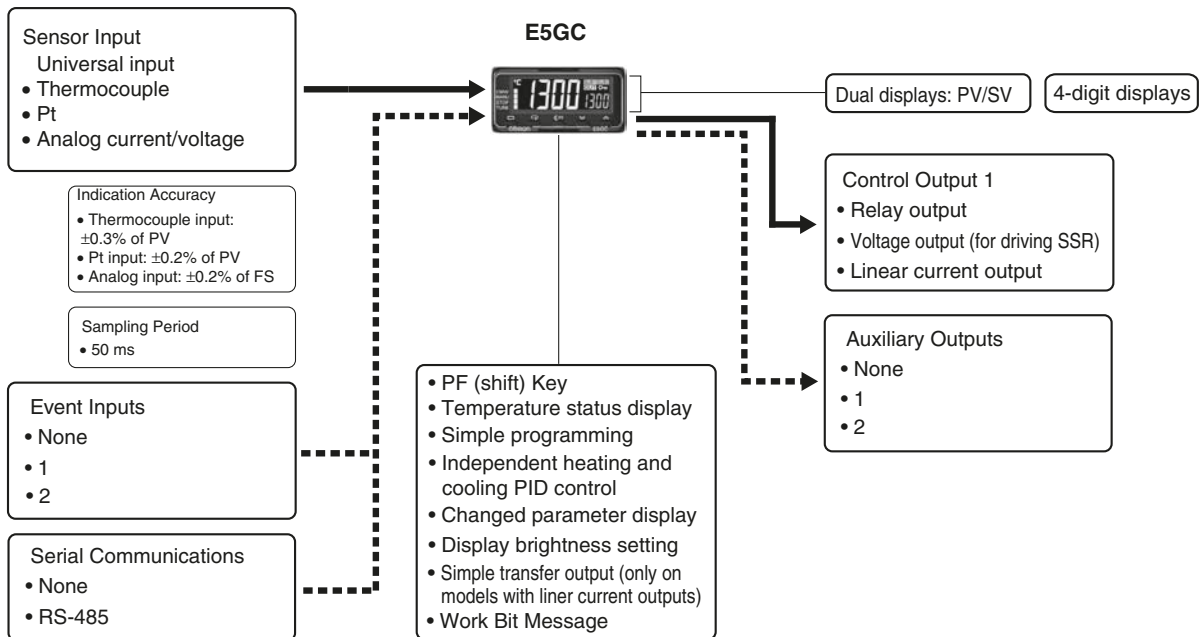 E5GC
Sensor Input
Universal input
• Thermocouple
• Pt
• Analog current/voltage
Indication Accuracy
• Thermocouple input:
±0.3% of PV
• Pt input: ±0.2% of PV
• Analog input: ±0.2% of FS
Sampling Period
• 50 ms
Event Inputs
• None
• 1
• 2
Serial Communications
• None
• RS-485
°C
1300
1300
• PF (shift) Key
• Temperature status display
• Simple programming
• Independent heating and
cooling PID control
• Changed parameter display
• Display brightness setting
• Simple transfer output (only on
models with liner current outputs)
• Work Bit Message
Dual displays: PV/SV
4-digit displays
Control Output 1
• Relay output
• Voltage output (for driving SSR)
• Linear current output
Auxiliary Outputs
• None
• 1
• 2